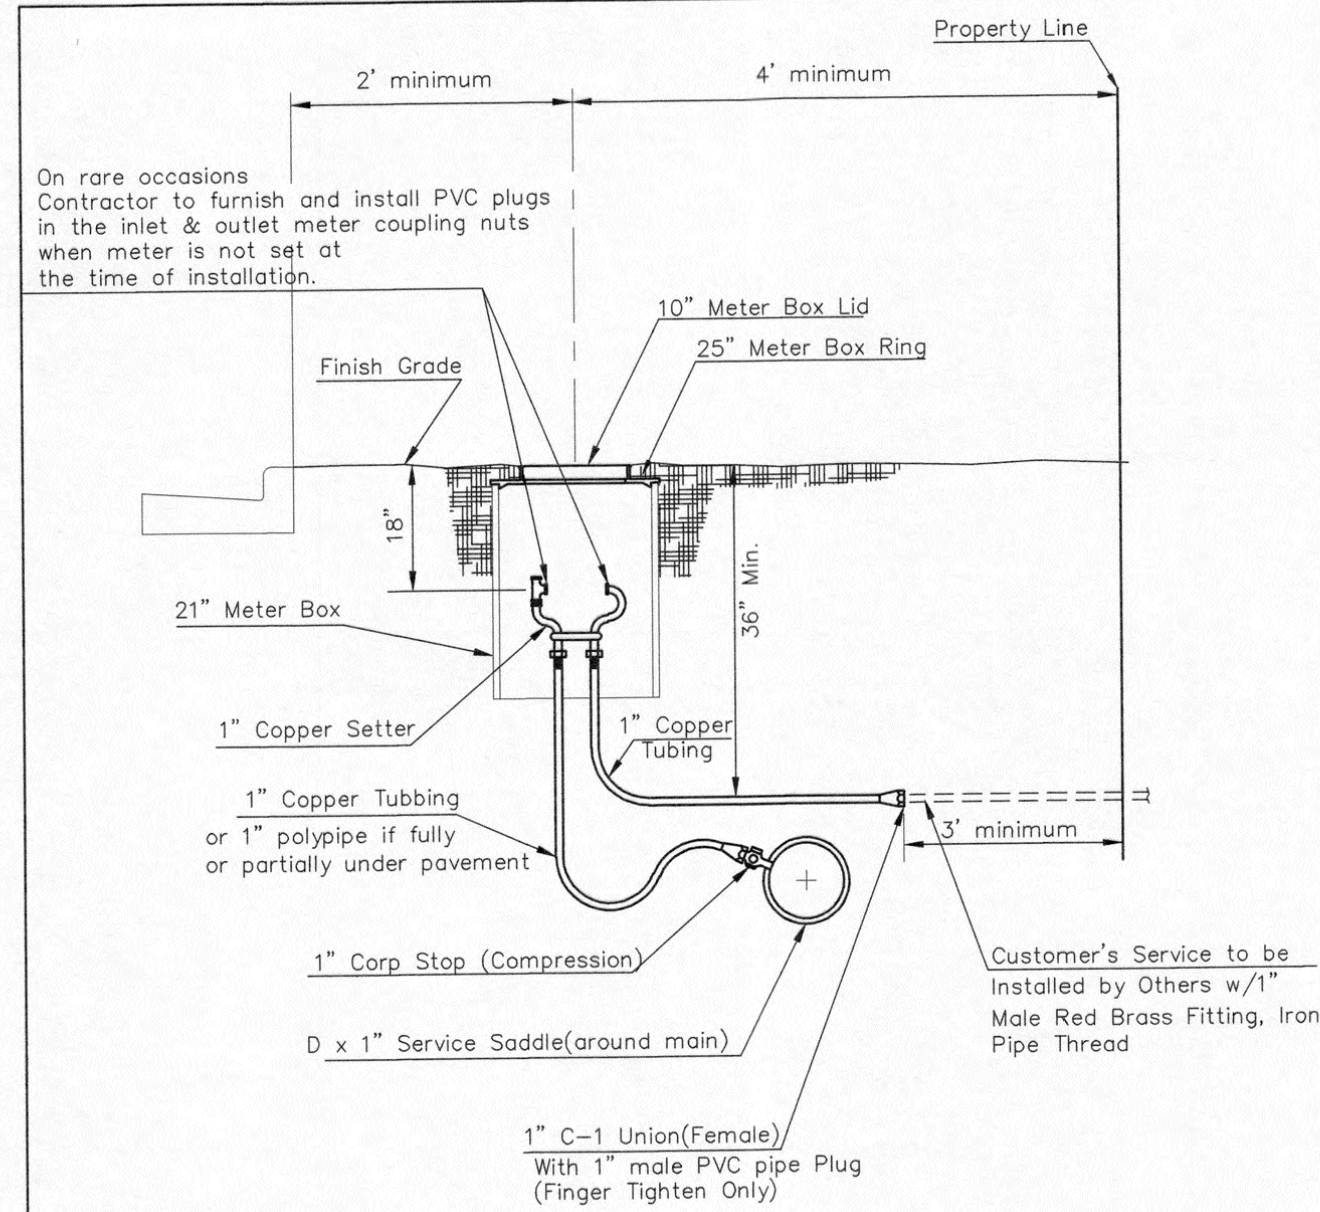 Property Line
2' minimum
4' minimum
On rare occasions
Contractor to furnish and install PVC plugs
in the inlet & outlet meter coupling nuts
when meter is not set at
the time of installation.
10" Meter Box Lid
25" Meter Box Ring
Finish Grade
18"
36" Min.
21" Meter Box
1" Copper Setter
1" Copper
Tubing
1" Copper Tubbing
or 1" polypipe if fully
or partially under pavement
3' minimum
1" Corp Stop (Compression)
Customer's Service to be
Installed by Others w/1"
Male Red Brass Fitting, Iron
Pipe Thread
D x 1" Service Saddle(around main)
1" C-1 Union(Female)
With 1" male PVC pipe Plug
(Finger Tighten Only)